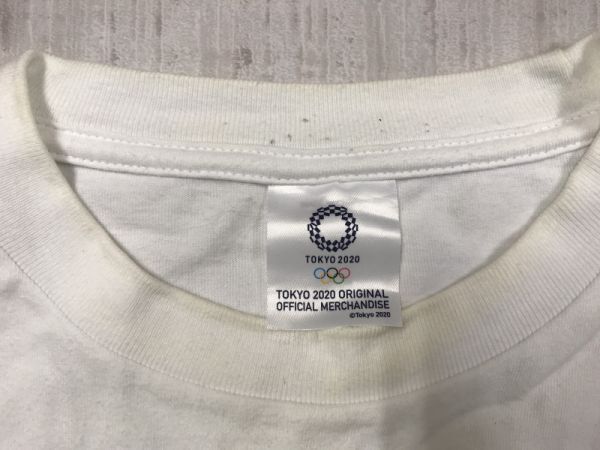 TOKYO 2020
TOKYO 2020 ORIGINAL
OFFICIAL MERCHANDISE
©Tokyo 2020